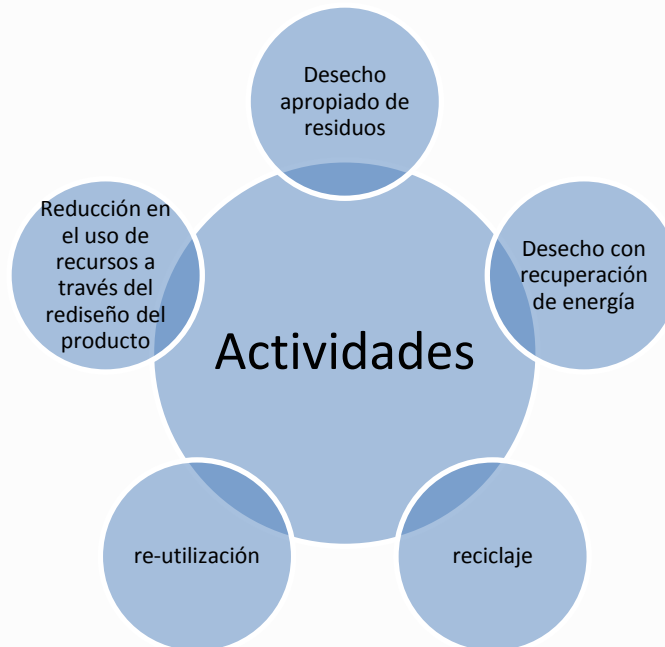 Desecho
apropiado de
residuos
Reducción en
el uso de
recursos a
través del
rediseño del
producto
Desecho con
recuperación
de energía
Actividades
re-utilización
reciclaje